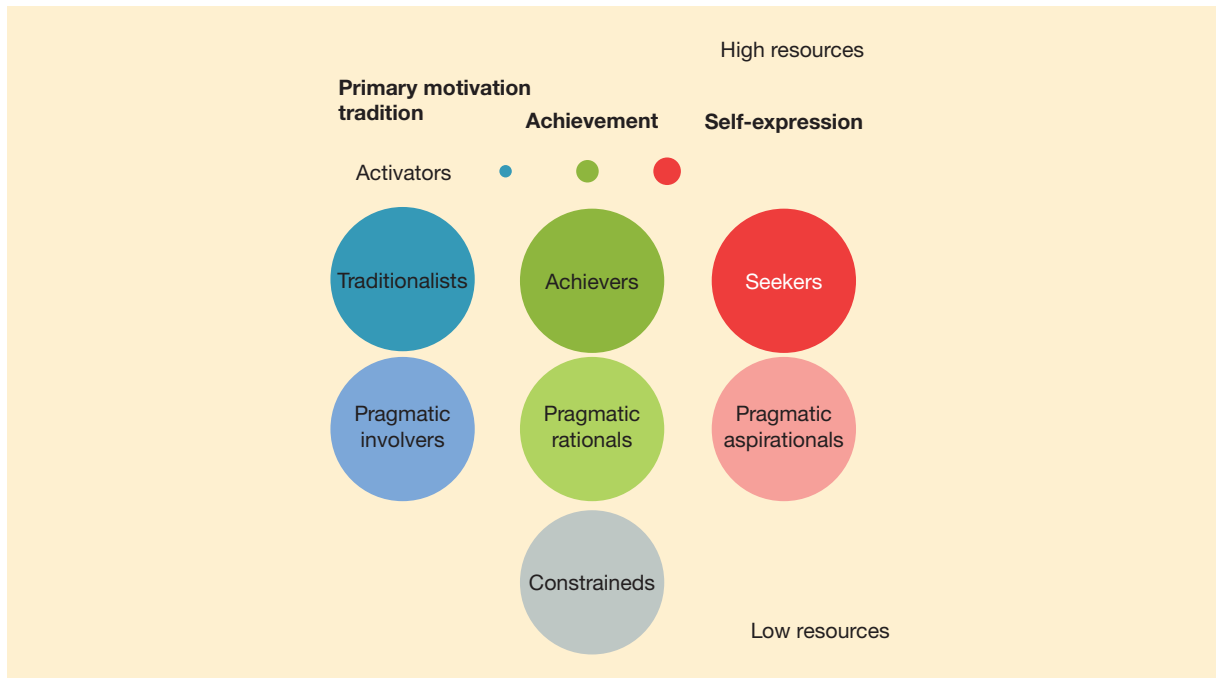 High resources
Primary motivation
tradition
Achievement
Self-expression
Activators
Traditionalists
Achievers
Seekers
Pragmatic
involvers
Pragmatic
rationals
Pragmatic
aspirationals
Constraineds
Low resources